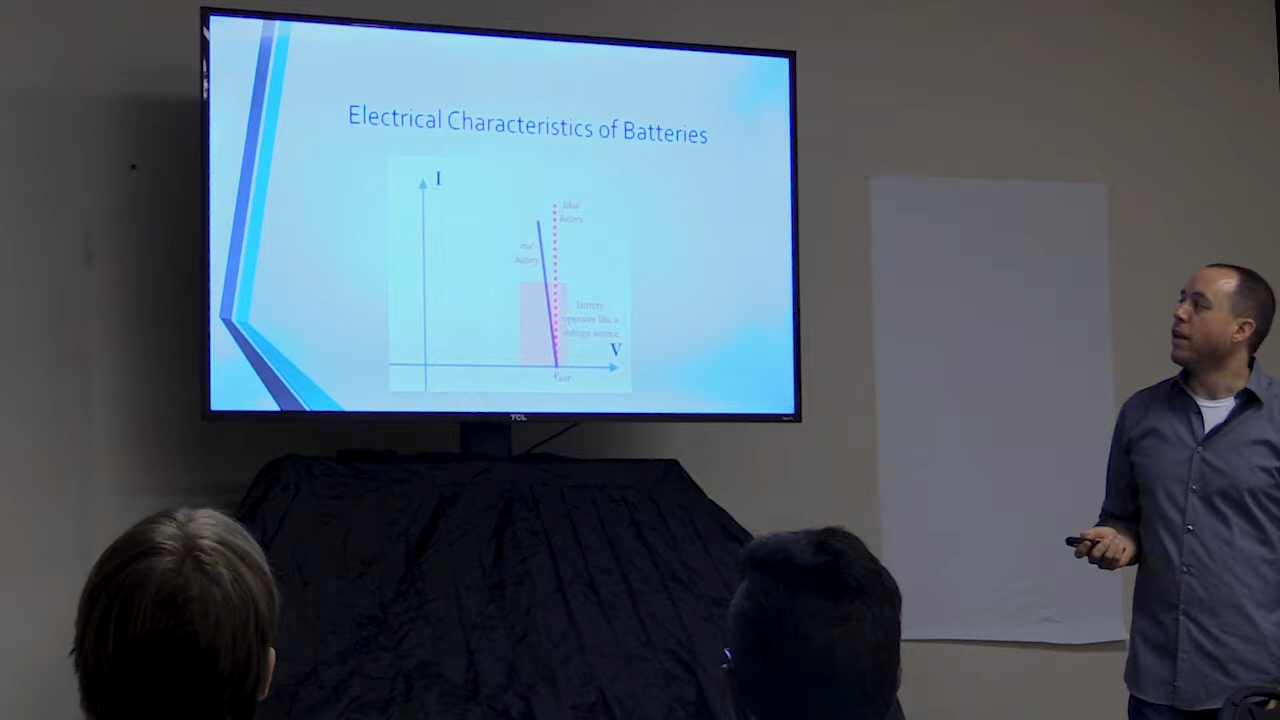 Electrical Characteristics of Batteries
I
Ideal
battery
real
battery
battery
operates like a
voltage source
V
TCL